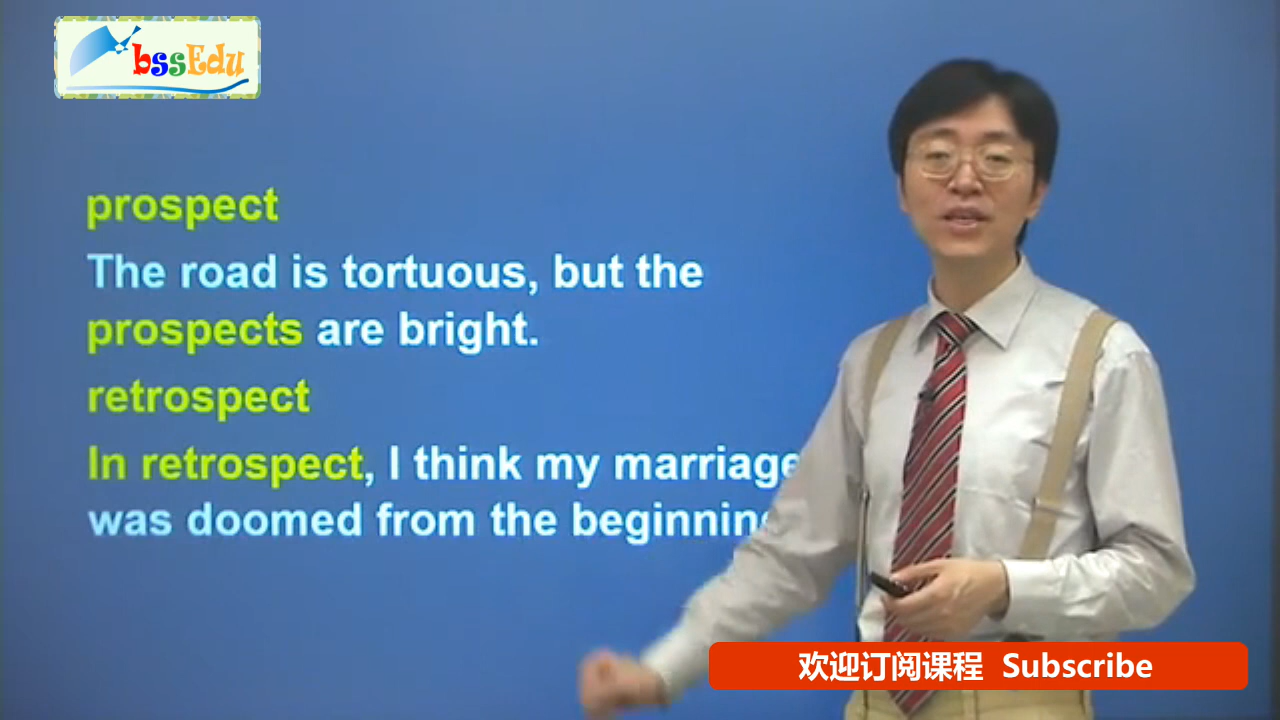 bssEdu
prospect
The road is tortuous, but the
prospects are bright.
retrospect
In retrospect, I think my marriage
was doomed from the beginning
欢迎订阅课程 Subscribe